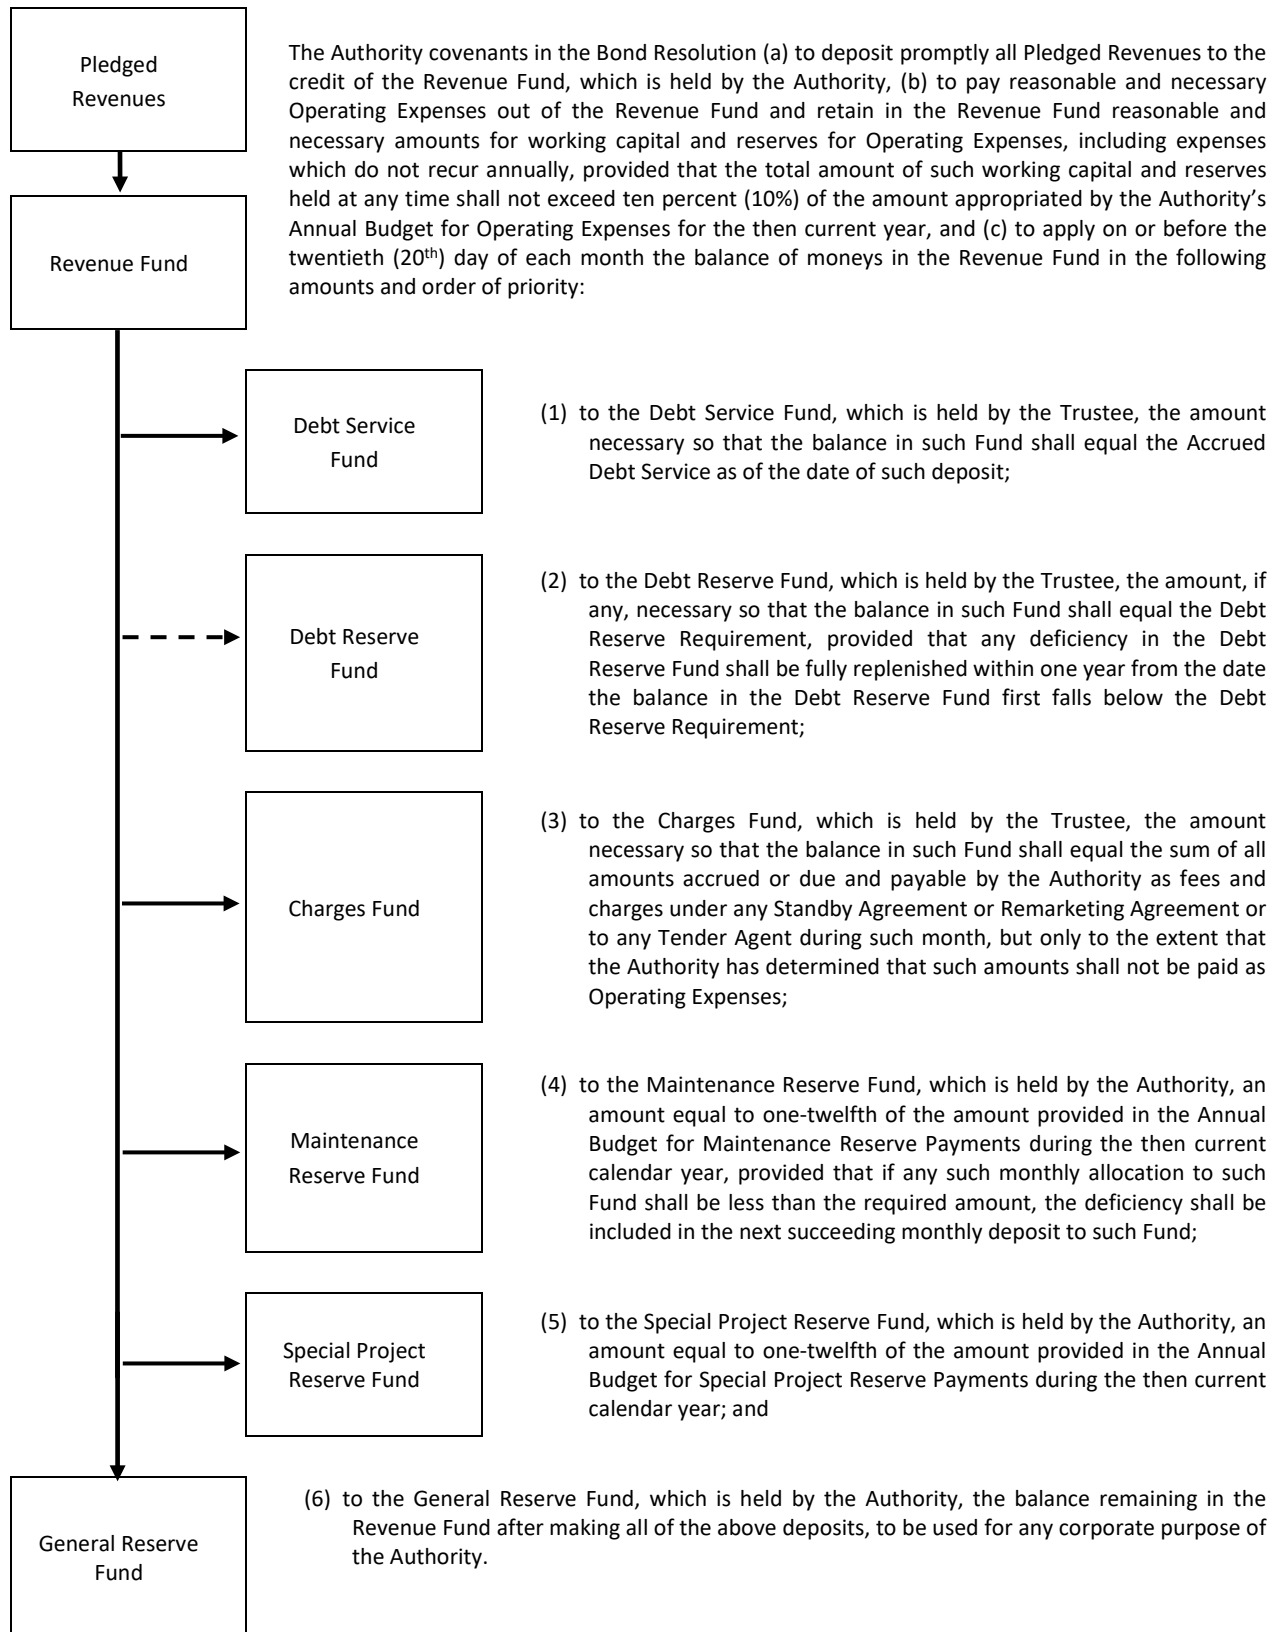 Pledged
Revenues
The Authority covenants in the Bond Resolution (a) to deposit promptly all Pledged Revenues to the
credit of the Revenue Fund, which is held by the Authority, (b) to pay reasonable and necessary
Operating Expenses out of the Revenue Fund and retain in the Revenue Fund reasonable and
necessary amounts for working capital and reserves for Operating Expenses, including expenses
which do not recur annually, provided that the total amount of such working capital and reserves
held at any time shall not exceed ten percent (10%) of the amount appropriated by the Authority’s
Annual Budget for Operating Expenses for the then current year, and (c) to apply on or before the
twentieth (20th) day of each month the balance of moneys in the Revenue Fund in the following
amounts and order of priority:
Revenue Fund
Debt Service
Fund
(1) to the Debt Service Fund, which is held by the Trustee, the amount
necessary so that the balance in such Fund shall equal the Accrued
Debt Service as of the date of such deposit;
Debt Reserve
Fund
(2) to the Debt Reserve Fund, which is held by the Trustee, the amount, if
any, necessary so that the balance in such Fund shall equal the Debt
Reserve Requirement, provided that any deficiency in the Debt
Reserve Fund shall be fully replenished within one year from the date
the balance in the Debt Reserve Fund first falls below the Debt
Reserve Requirement;
Charges Fund
(3) to the Charges Fund, which is held by the Trustee, the amount
necessary so that the balance in such Fund shall equal the sum of all
amounts accrued or due and payable by the Authority as fees and
charges under any Standby Agreement or Remarketing Agreement or
to any Tender Agent during such month, but only to the extent that
the Authority has determined that such amounts shall not be paid as
Operating Expenses;
Maintenance
Reserve Fund
(4) to the Maintenance Reserve Fund, which is held by the Authority, an
amount equal to one-twelfth of the amount provided in the Annual
Budget for Maintenance Reserve Payments during the then current
calendar year, provided that if any such monthly allocation to such
Fund shall be less than the required amount, the deficiency shall be
included in the next succeeding monthly deposit to such Fund;
Special Project
Reserve Fund
(5) to the Special Project Reserve Fund, which is held by the Authority, an
amount equal to one-twelfth of the amount provided in the Annual
Budget for Special Project Reserve Payments during the then current
calendar year; and
General Reserve
Fund
(6) to the General Reserve Fund, which is held by the Authority, the balance remaining in the
Revenue Fund after making all of the above deposits, to be used for any corporate purpose of
the Authority.